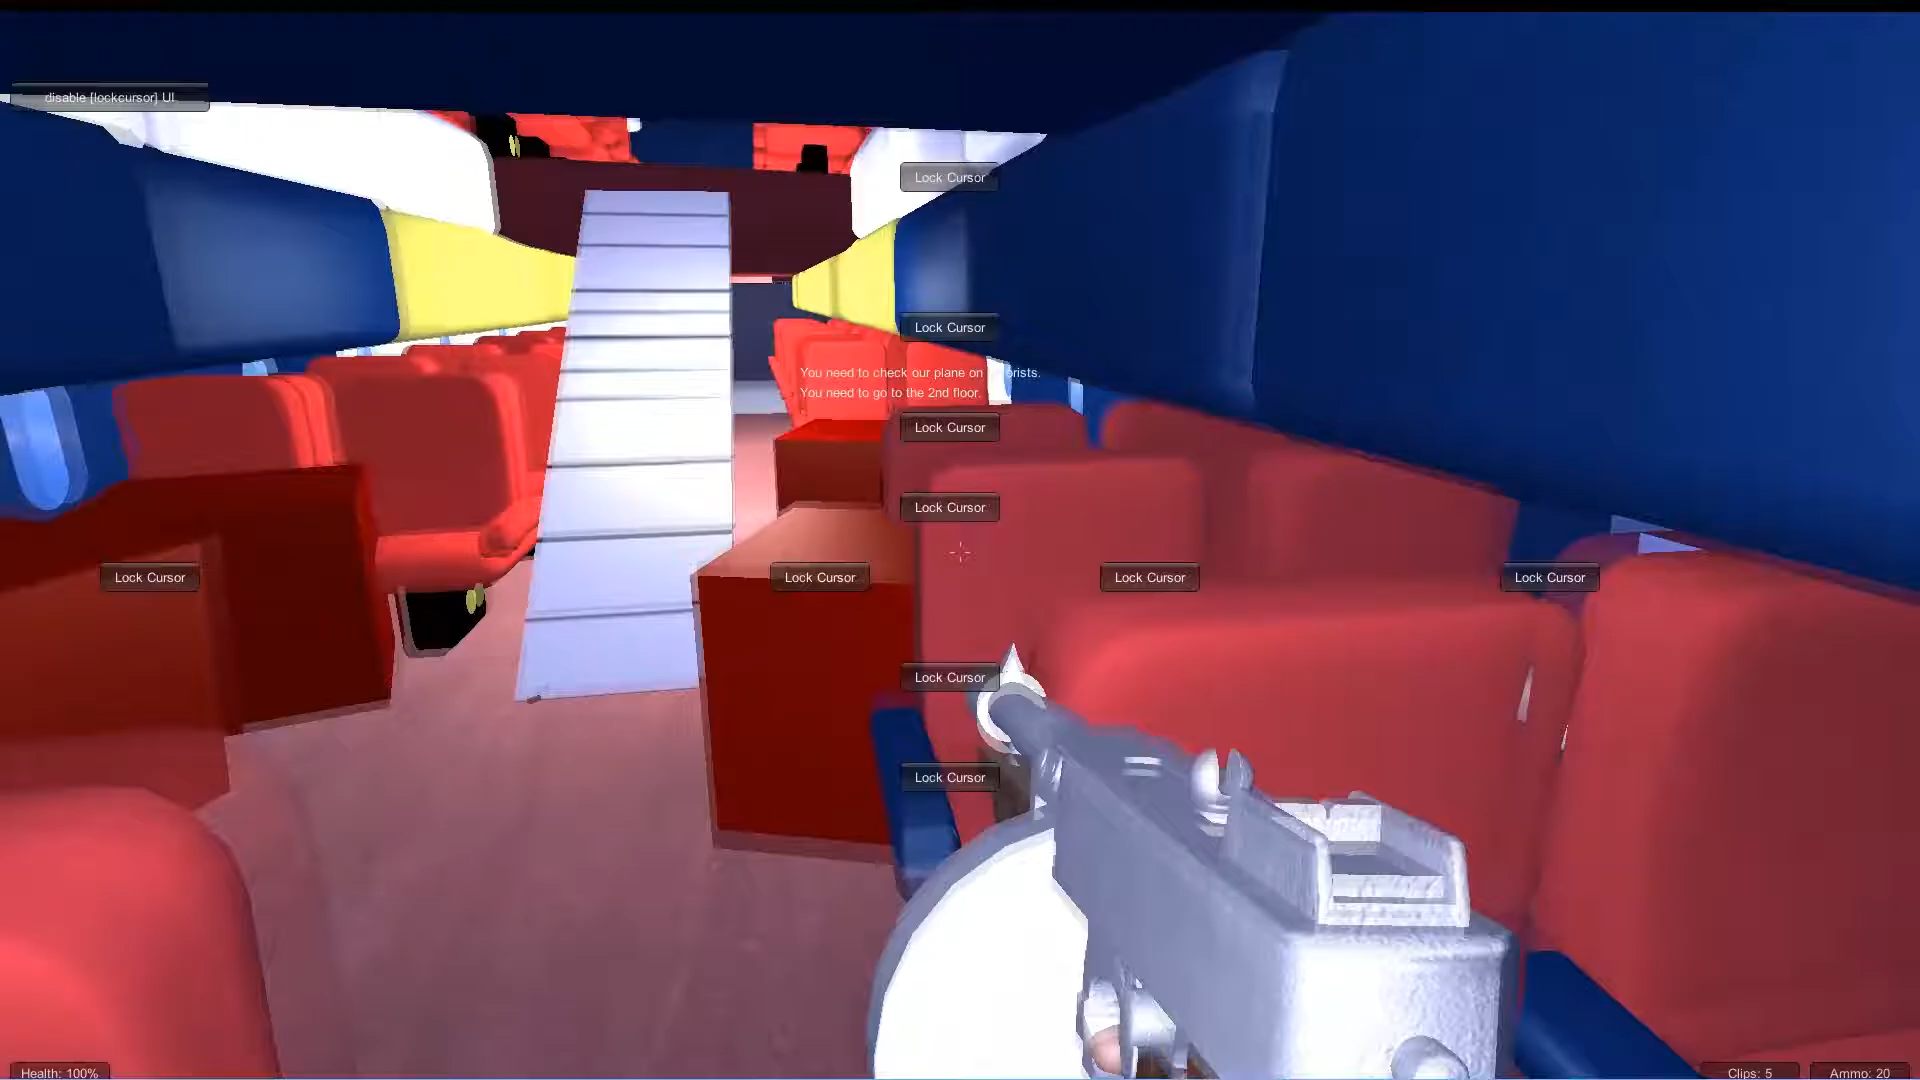 disable [lockcursor] UI
Lock Cursor
Lock Cursor
You need to check our plane on orists.
You need to go to the 2nd floor.
Lock Cursor
Lock Cursor
Lock Cursor
Lock Cursor
Lock Cursor
Lock Cursor
Lock Cursor
Lock Cursor
Health: 100%
Clips: 5
Ammo: 20